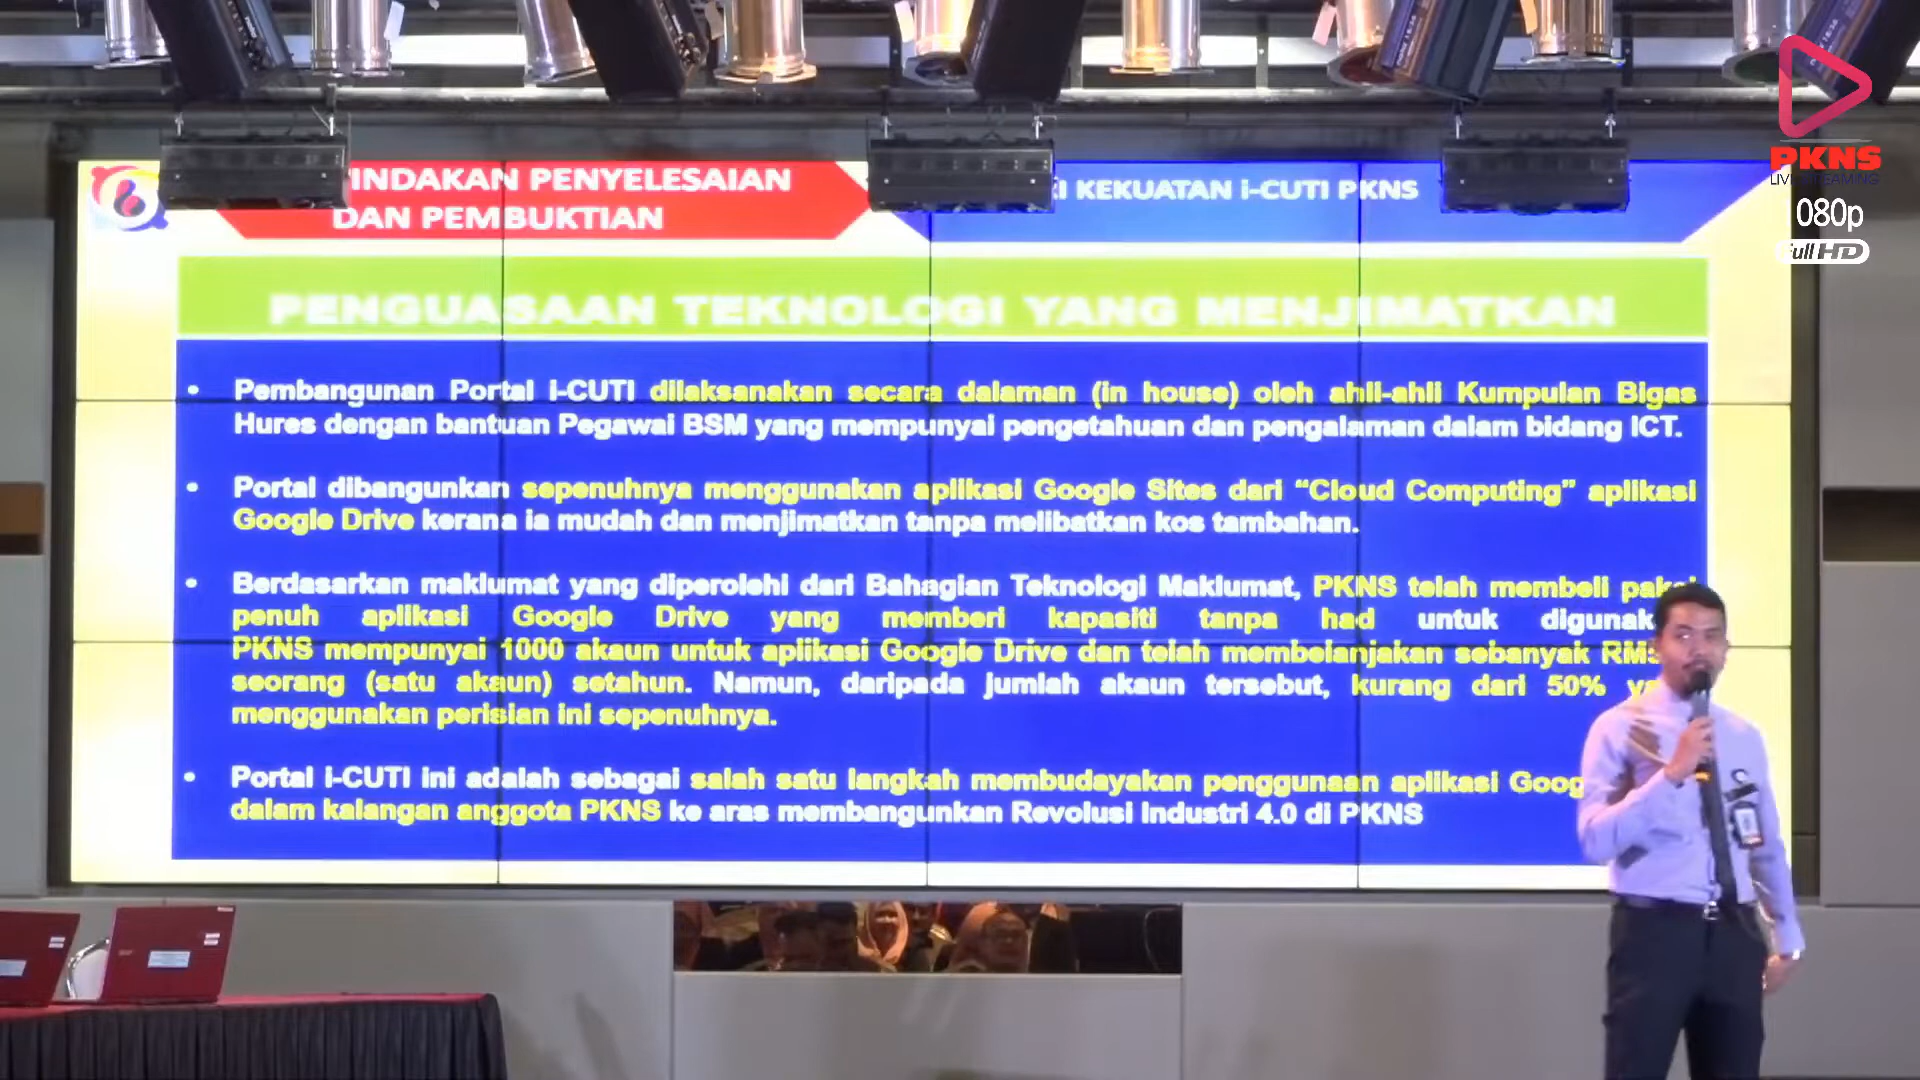 INDAKAN PENYELESAIAN
DAN PEMBUKTIAN
KEKUATAN i-CUTI PKNS
PKNS
LIVE STREAMING
1080p
Full HD
PENGUASAAN TEKNOLOGI YANG MENJIMATKAN
• Pembangunan Portal i-CUTI dilaksanakan secara dalaman (in house) oleh ahli-ahli Kumpulan Bigas
Hures dengan bantuan Pegawai BSM yang mempunyai pengetahuan dan pengalaman dalam bidang ICT.
• Portal dibangunkan sepenuhnya menggunakan aplikasi Google Sites dari “Cloud Computing” aplikasi
Google Drive kerana ia mudah dan menjimatkan tanpa melibatkan kos tambahan.
• Berdasarkan maklumat yang diperolehi dari Bahagian Teknologi Maklumat, PKNS telah membeli pakej
penuh aplikasi Google Drive yang memberi kapasiti tanpa had untuk digunak
PKNS mempunyai 1000 akaun untuk aplikasi Google Drive dan telah membelanjakan sebanyak RM
seorang (satu akaun) setahun. Namun, daripada jumlah akaun tersebut, kurang dari 50%
menggunakan perisian ini sepenuhnya.
• Portal i-CUTI ini adalah sebagai salah satu langkah membudayakan penggunaan aplikasi Goog
dalam kalangan anggota PKNS ke aras membangunkan Revolusi Industri 4.0 di PKNS